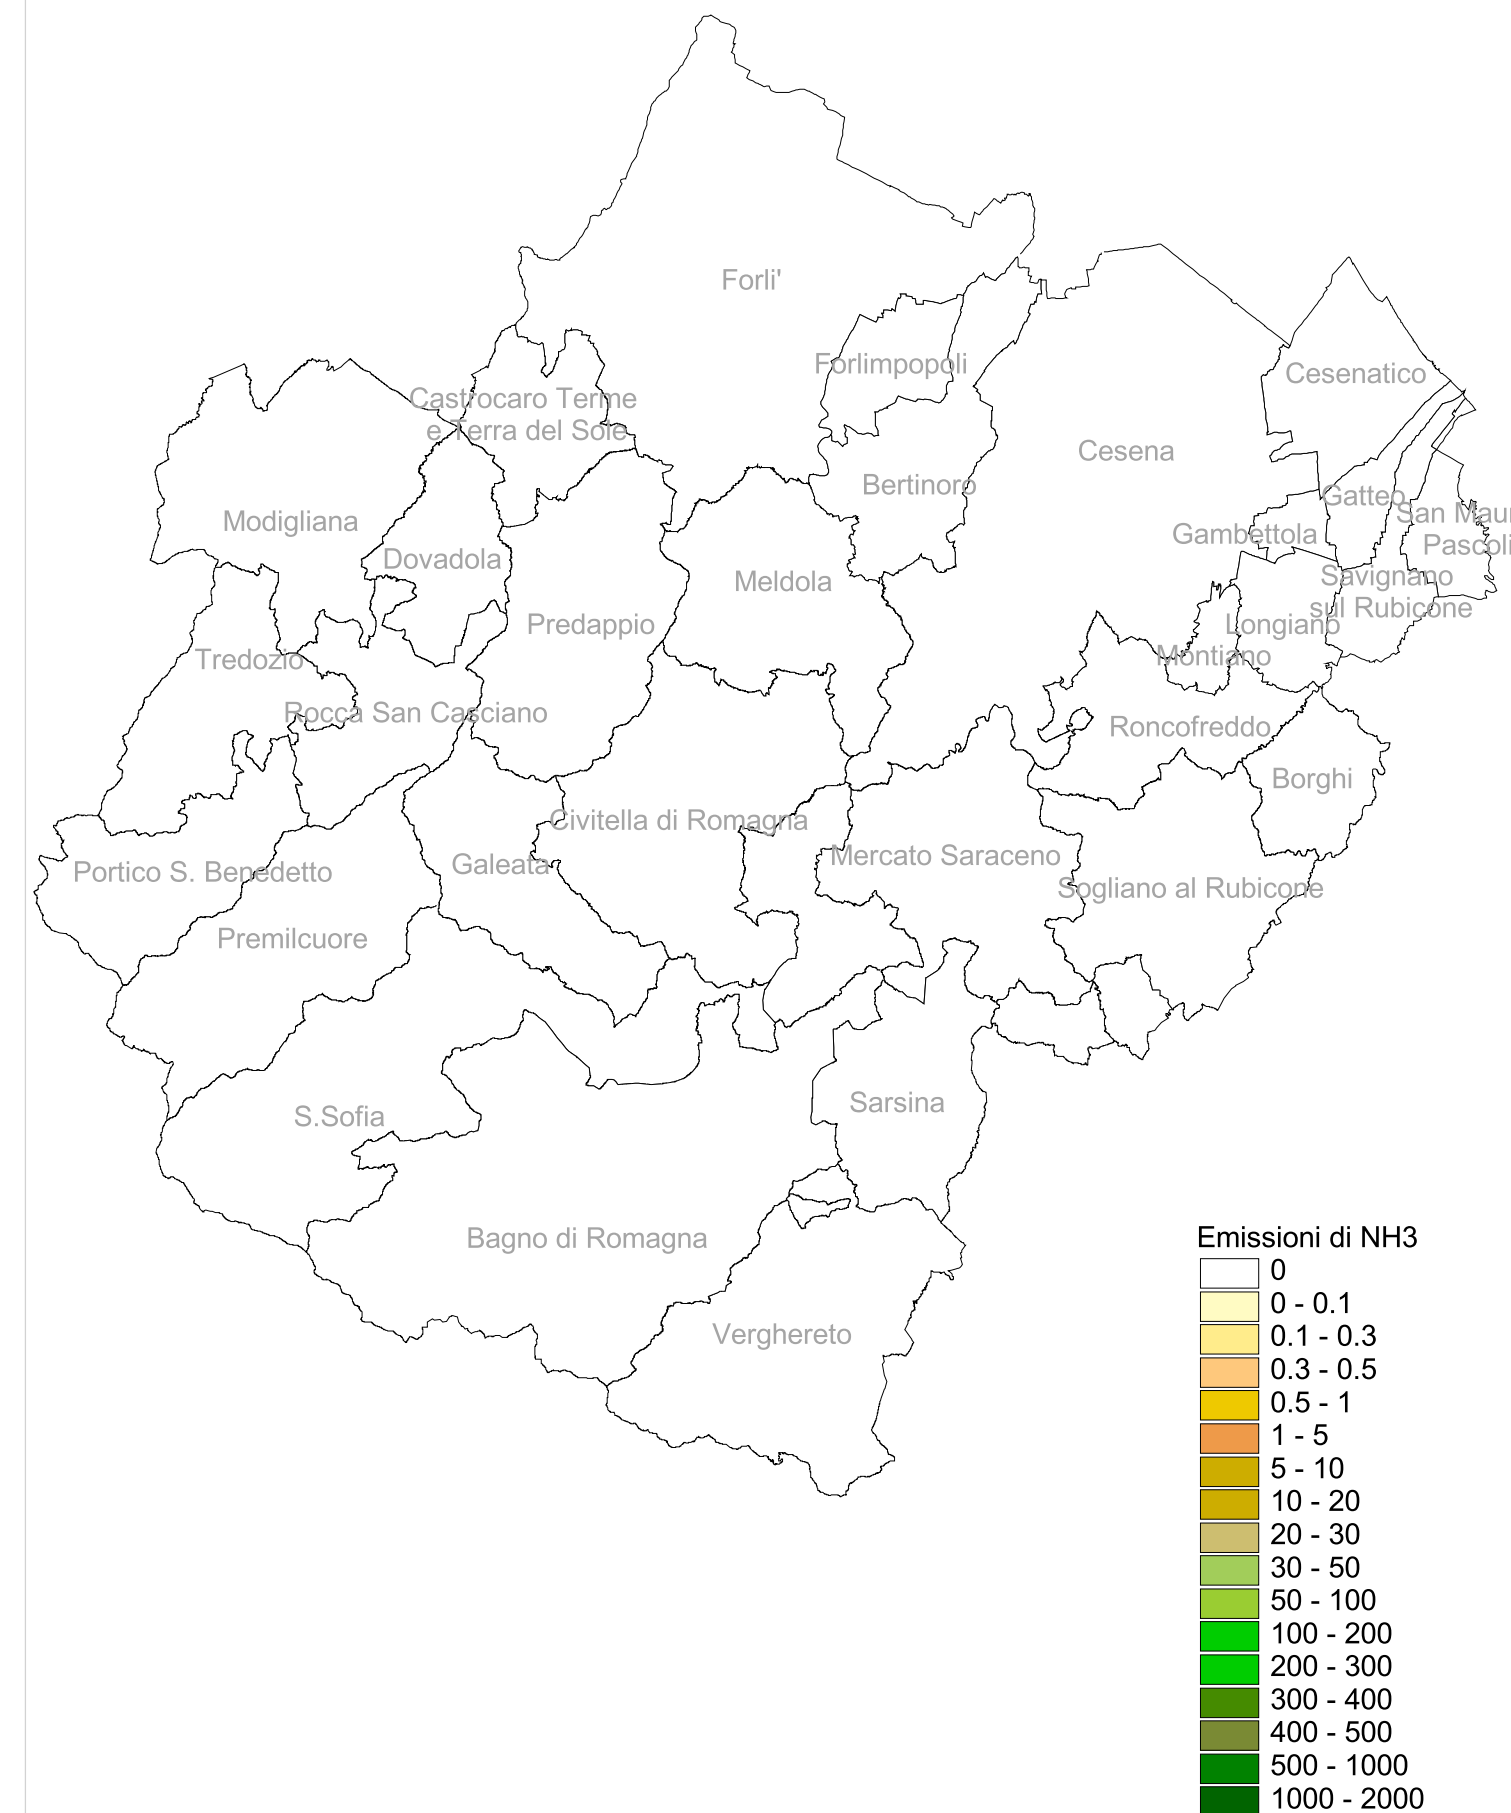 Forli'
Forlimpopoli
Cesenatico
Castrocaro Terme
e Terra del Sole
Cesena
Bertinoro
Gatteo
San Maur
Pascoli
Modigliana
Gambettola
Dovadola
Meldola
Savignano
sul Rubicone
Predappio
Longiano
Montiano
Tredozio
Rocca San Casciano
Roncofreddo
Borghi
Civitella di Romagna
Mercato Saraceno
Galeata
Portico S. Benedetto
Sogliano al Rubicone
Premilcuore
Sarsina
S.Sofia
Bagno di Romagna
Verghereto
Emissioni di NH3
0
0 - 0.1
0.1 - 0.3
0.3 - 0.5
0.5 - 1
1 - 5
5 - 10
10 - 20
20 - 30
30 - 50
50 - 100
100 - 200
200 - 300
300 - 400
400 - 500
500 - 1000
1000 - 2000